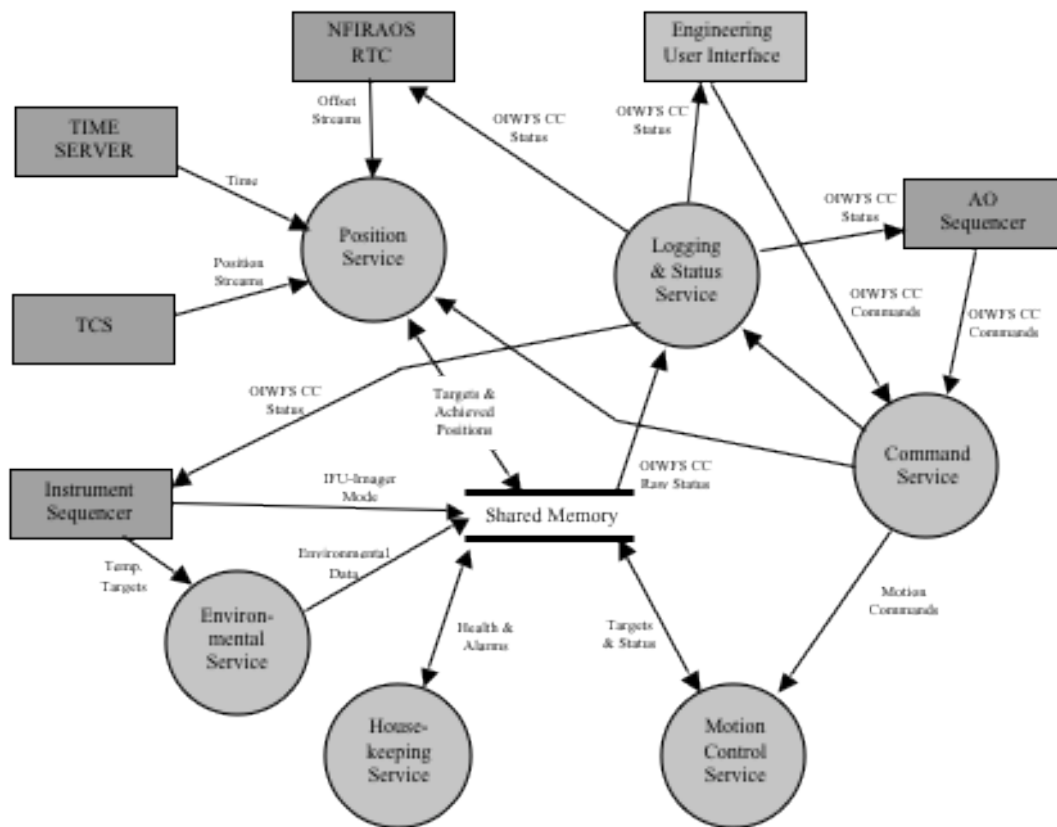 NFIRAOS
RTC
Engineering
User Interface
TIME
SERVER
Offset
Streams
OIWFS CC
Status
OIWFS CC
Status
Time
Position
Service
Logging
& Status
Service
OIWFS CC
Status
AO
Sequencer
Position
Streams
TCS
OIWFS CC
Commands
OIWFS CC
Commands
OIWFS CC
Status
Targets &
Achieved
Positions
Command
Service
Instrument
Sequencer
IFU-Imager
Mode
OIWFS CC
Raw Status
Shared Memory
Temp.
Targets
Environmental
Data
Motion
Commands
Environ-
mental
Service
Health &
Alarms
Targets
& Status
House-
keeping
Service
Motion
Control
Service